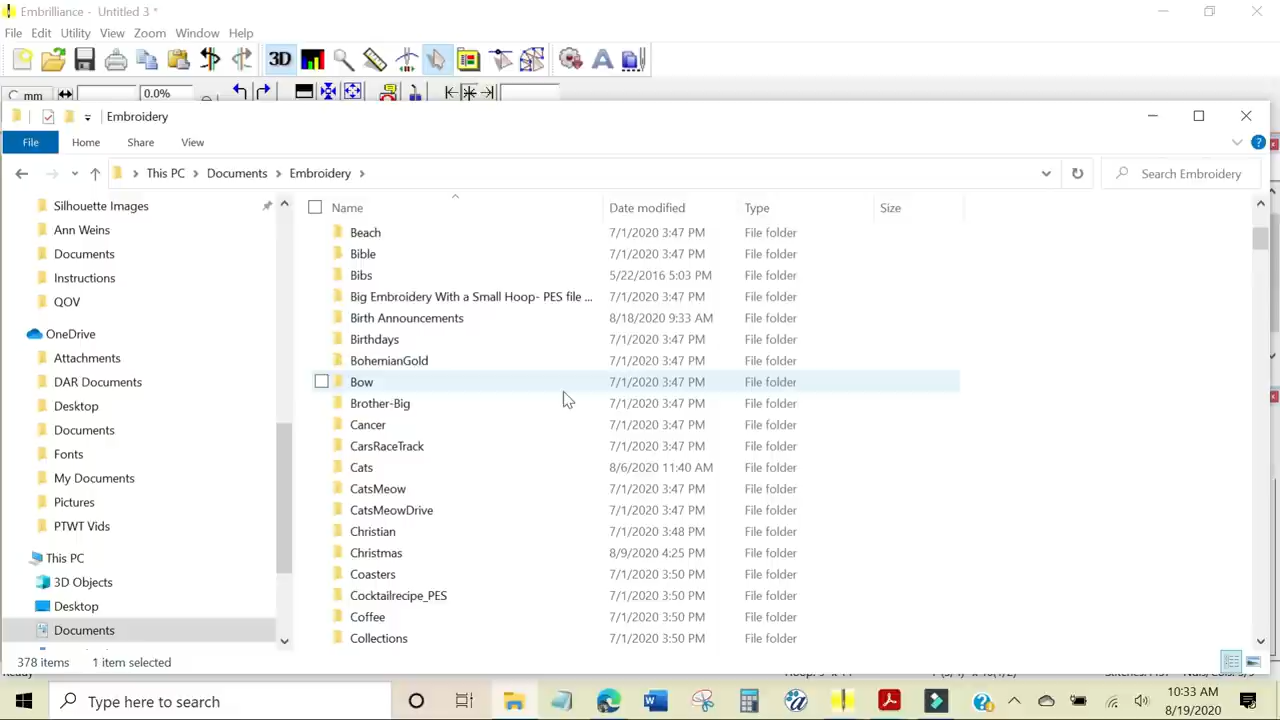 Embrilliance - Untitled 3 *
File Edit Utility View Zoom Window Help
3D
mm 0.0%
Embroidery
File Home Share View
This PC Documents Embroidery
Search Embroidery
Silhouette Images
Ann Weins
Documents
Instructions
QOV
OneDrive
Attachments
DAR Documents
Desktop
Documents
Fonts
My Documents
Pictures
PTWT Vids
This PC
3D Objects
Desktop
Documents
Name Date modified Type Size
Beach 7/1/2020 3:47 PM File folder
Bible 7/1/2020 3:47 PM File folder
Bibs 5/22/2016 5:03 PM File folder
Big Embroidery With a Small Hoop- PES file ... 7/1/2020 3:47 PM File folder
Birth Announcements 8/18/2020 9:33 AM File folder
Birthdays 7/1/2020 3:47 PM File folder
BohemianGold 7/1/2020 3:47 PM File folder
Bow 7/1/2020 3:47 PM File folder
Brother-Big 7/1/2020 3:47 PM File folder
Cancer 7/1/2020 3:47 PM File folder
CarsRaceTrack 7/1/2020 3:47 PM File folder
Cats 8/6/2020 11:40 AM File folder
CatsMeow 7/1/2020 3:47 PM File folder
CatsMeowDrive 7/1/2020 3:47 PM File folder
Christian 7/1/2020 3:48 PM File folder
Christmas 8/9/2020 4:25 PM File folder
Coasters 7/1/2020 3:50 PM File folder
Cocktailrecipe_PES 7/1/2020 3:50 PM File folder
Coffee 7/1/2020 3:50 PM File folder
Collections 7/1/2020 3:50 PM File folder
378 items 1 item selected
Type here to search
10:33 AM
8/19/2020